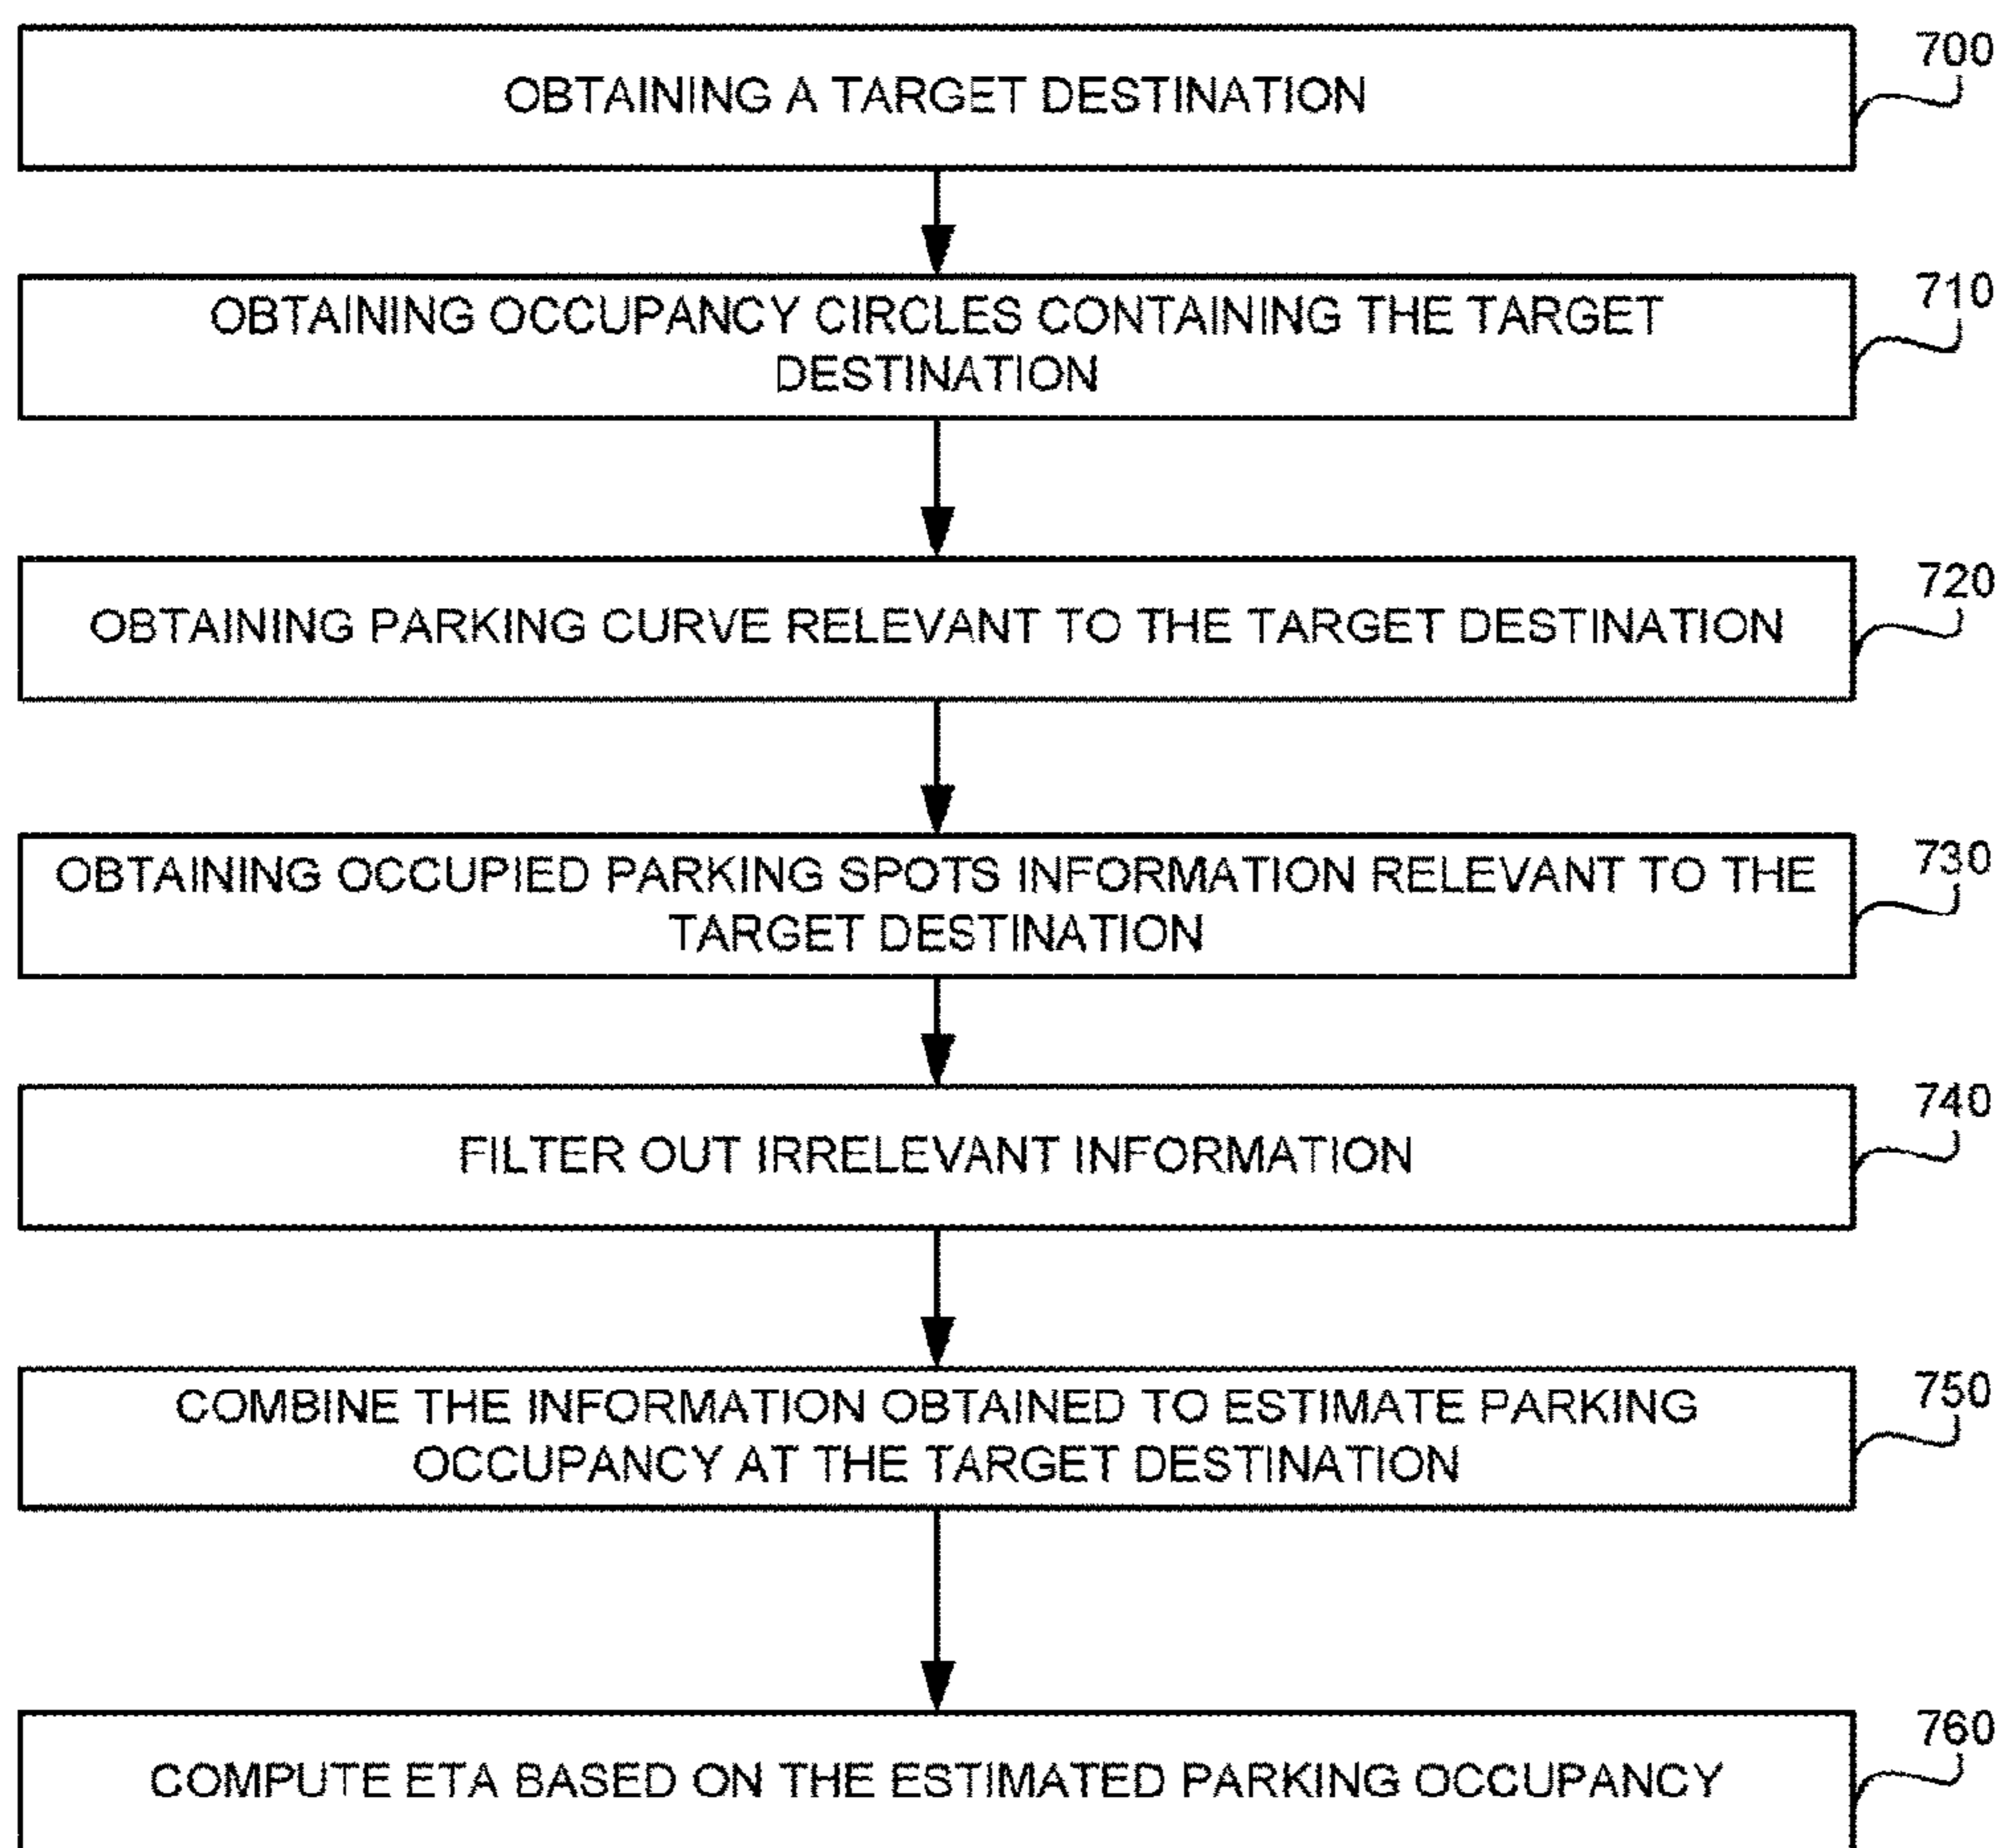 700
OBTAINING A TARGET DESTINATION
710
OBTAINING OCCUPANCY CIRCLES CONTAINING THE TARGET
DESTINATION
720
OBTAINING PARKING CURVE RELEVANT TO THE TARGET DESTINATION
730
OBTAINING OCCUPIED PARKING SPOTS INFORMATION RELEVANT TO THE
TARGET DESTINATION
740
FILTER OUT IRRELEVANT INFORMATION
750
COMBINE THE INFORMATION OBTAINED TO ESTIMATE PARKING
OCCUPANCY AT THE TARGET DESTINATION
760
COMPUTE ETA BASED ON THE ESTIMATED PARKING OCCUPANCY